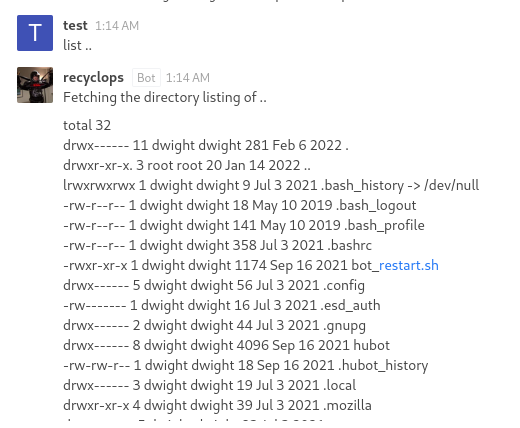 T
test 1:14 AM
list ..
recyclops Bot 1:14 AM
Fetching the directory listing of ..
total 32
drwx------ 11 dwight dwight 281 Feb 6 2022 .
drwxr-xr-x. 3 root root 20 Jan 14 2022 ..
lrwxrwxrwx 1 dwight dwight 9 Jul 3 2021 .bash_history -> /dev/null
-rw-r--r-- 1 dwight dwight 18 May 10 2019 .bash_logout
-rw-r--r-- 1 dwight dwight 141 May 10 2019 .bash_profile
-rw-r--r-- 1 dwight dwight 358 Jul 3 2021 .bashrc
-rwxr-xr-x 1 dwight dwight 1174 Sep 16 2021 bot_restart.sh
drwx------ 5 dwight dwight 56 Jul 3 2021 .config
-rw------- 1 dwight dwight 16 Jul 3 2021 .esd_auth
drwx------ 2 dwight dwight 44 Jul 3 2021 .gnupg
drwx------ 8 dwight dwight 4096 Sep 16 2021 hubot
-rw-rw-r-- 1 dwight dwight 18 Sep 16 2021 .hubot_history
drwx------ 3 dwight dwight 19 Jul 3 2021 .local
drwxr-xr-x 4 dwight dwight 39 Jul 3 2021 .mozilla